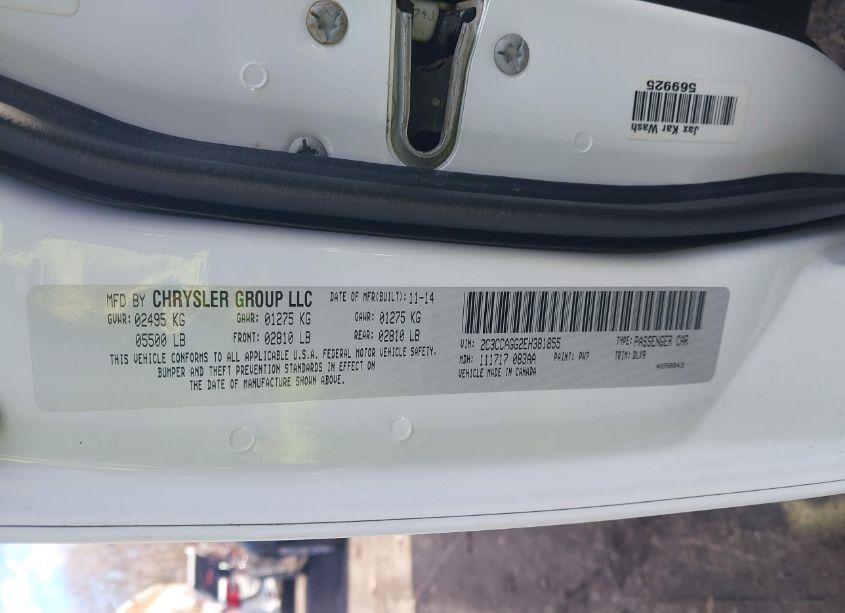 74J
Jax Kar Wash
569925
MFD BY CHRYSLER GROUP LLC
DATE OF MFR(BUILT): 11-14
GVWR: 02495 KG
GAWR: 01275 KG
GAWR: 01275 KG
05500 LB
FRONT: 02810 LB
REAR: 02810 LB
THIS VEHICLE CONFORMS TO ALL APPLICABLE U.S.A. FEDERAL MOTOR VEHICLE SAFETY,
BUMPER AND THEFT PREVENTION STANDARDS IN EFFECT ON
THE DATE OF MANUFACTURE SHOWN ABOVE.
VIN: 2C3CCAGG2EH381055
TYPE: PASSENGER CAR
MDH: 111717 083AA
PAINT: PW7
TRIM: DLX9
VEHICLE MADE IN CANADA
4658843